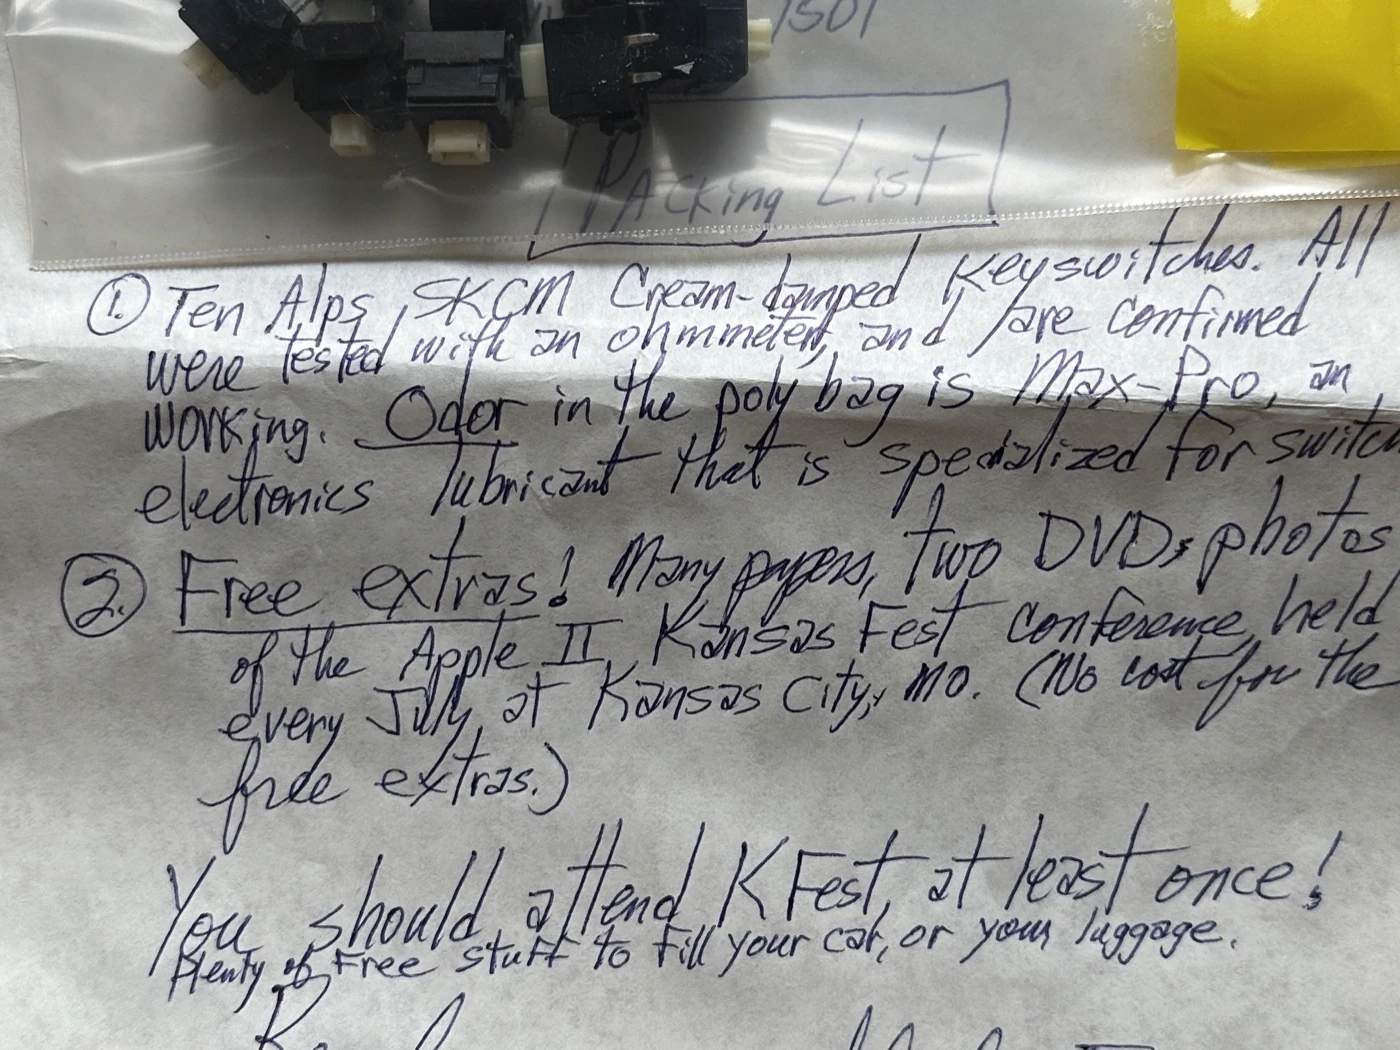 1501
Packing List
1. Ten Alps SKCM Cream-damped Keyswitches. All
were tested with an ohmmeter, and are confirmed
working. Odor in the poly bag is Max-Pro, an
electronics lubricant that is specialized for switch
2. Free extras! Many papers, two DVDs photos
of the Apple II KansasFest conference held
every July at Kansas City, MO. (No cost for the
free extras.)
You should attend KFest, at least once!
Plenty of Free stuff to fill your car, or your luggage.